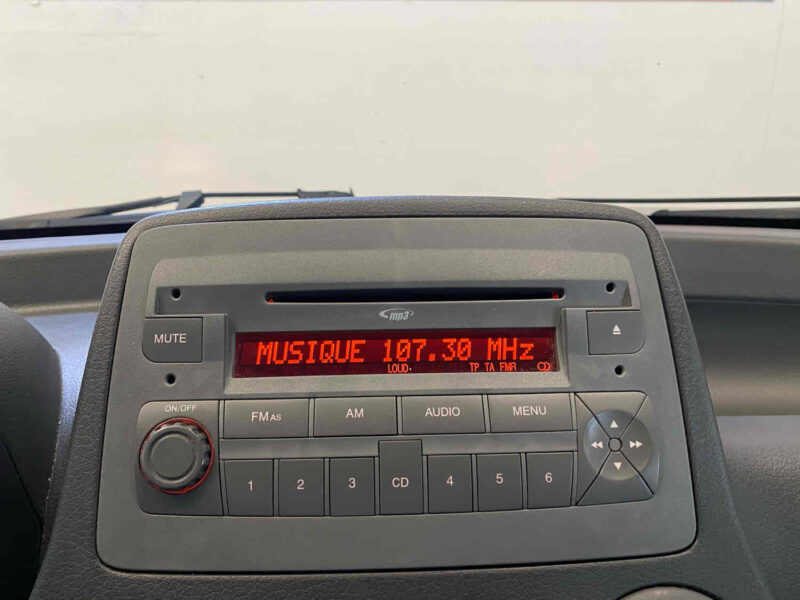 mp3
MUTE
MUSIQUE 107.30 MHz
LOUD TP TA FMR
ON/OFF
FM AS AM AUDIO MENU
1 2 3 CD 4 5 6